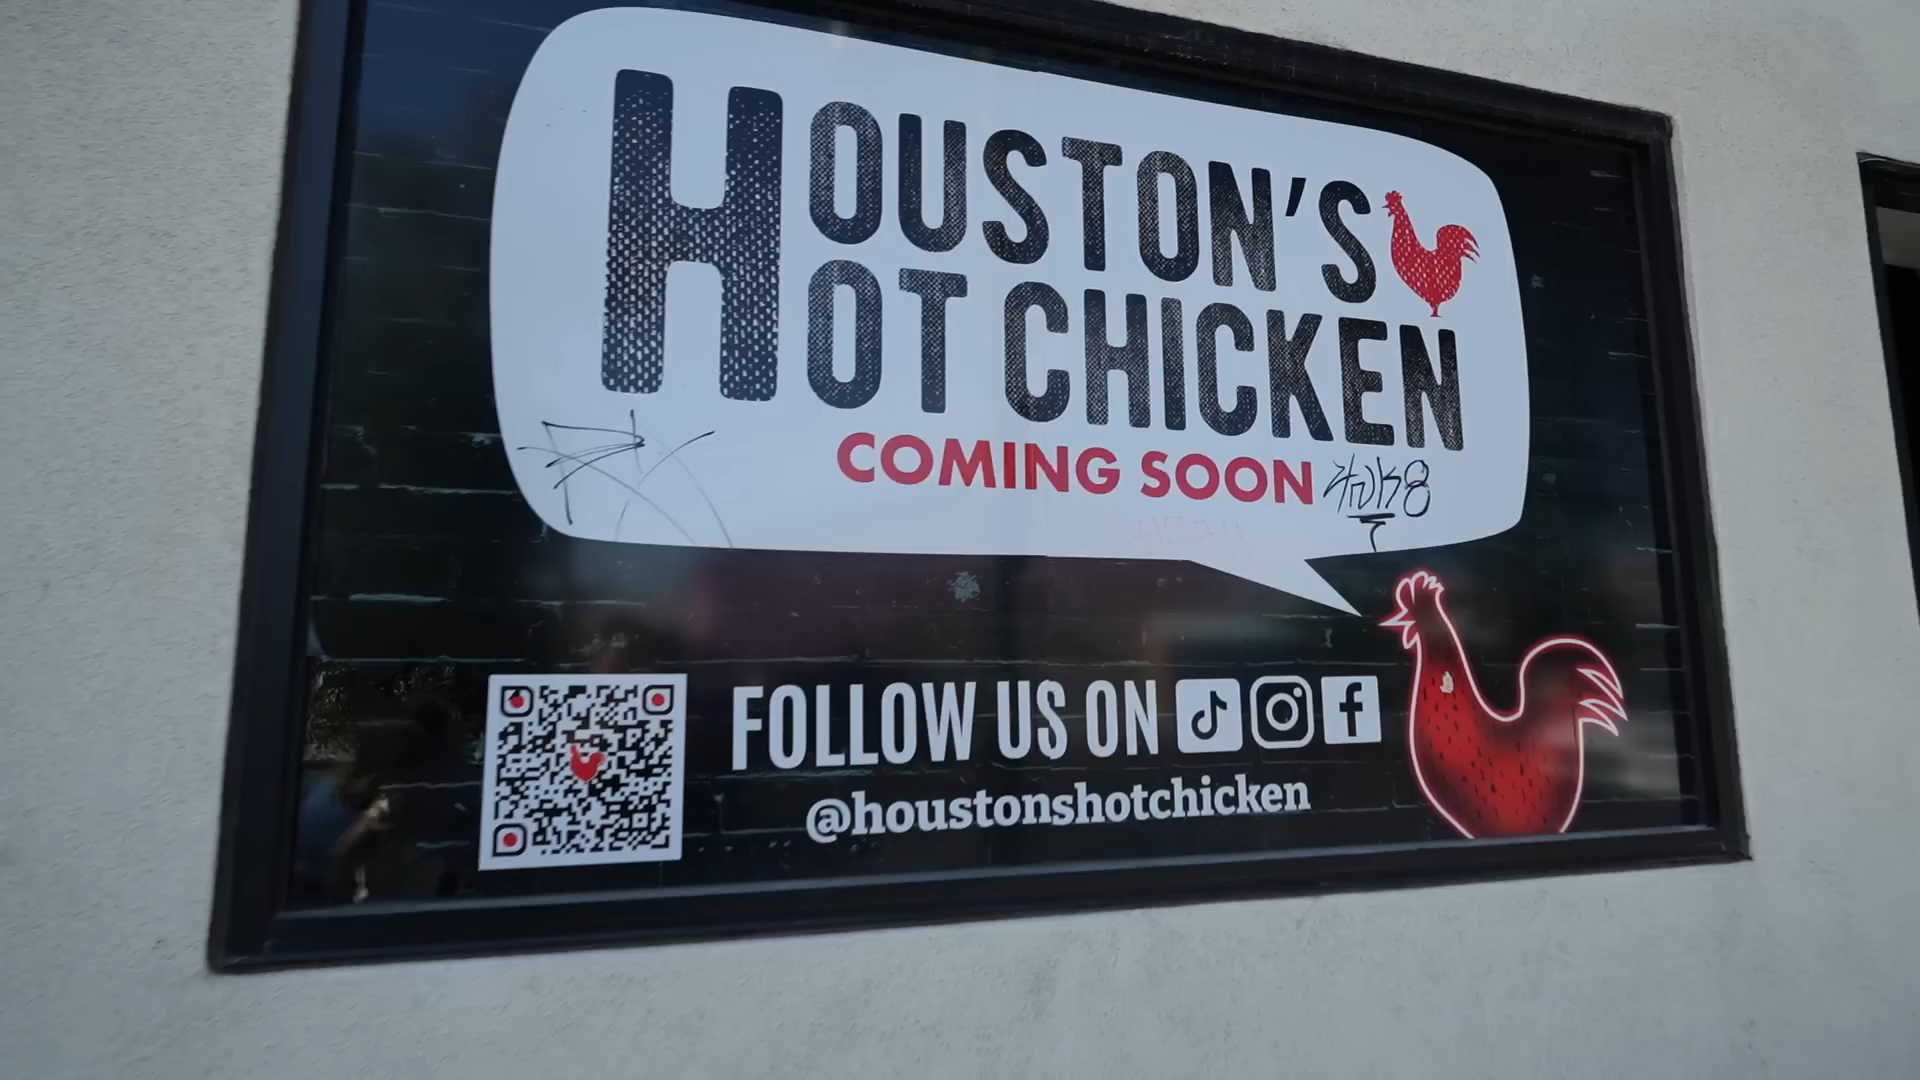 HOUSTON'S
HOT CHICKEN
COMING SOON
FOLLOW US ON
@houstonshotchicken